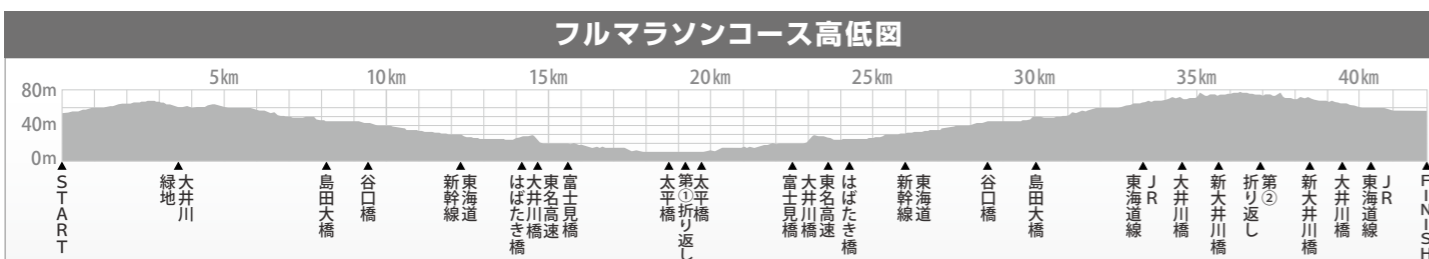 フルマラソンコース高低図
5km
10km
15km
20km
25km
30km
35km
40km
80m
40m
0m
START
大井川
緑地
島田大橋
谷口橋
東海道
新幹線
はばたき橋
東名高速
大井川橋
富士見橋
太平橋
第①折り返し
太平橋
富士見橋
東名高速
大井川橋
はばたき橋
東海道
新幹線
谷口橋
島田大橋
JR
東海道線
大井川橋
新大井川橋
第②
折り返し
新大井川橋
大井川橋
JR
東海道線
FINISH